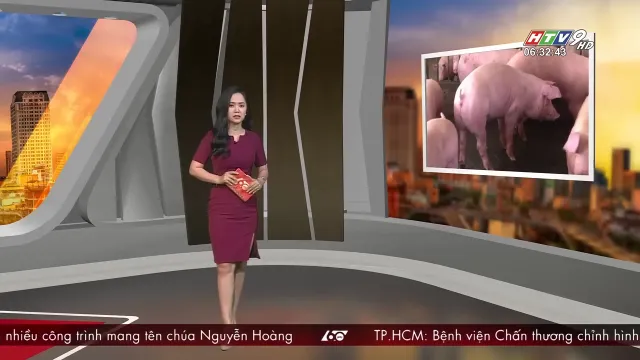 HTV9 HD
06:32:43
nhiều công trình mang tên chúa Nguyễn Hoàng 60 TP.HCM: Bệnh viện Chấn thương chỉnh hình